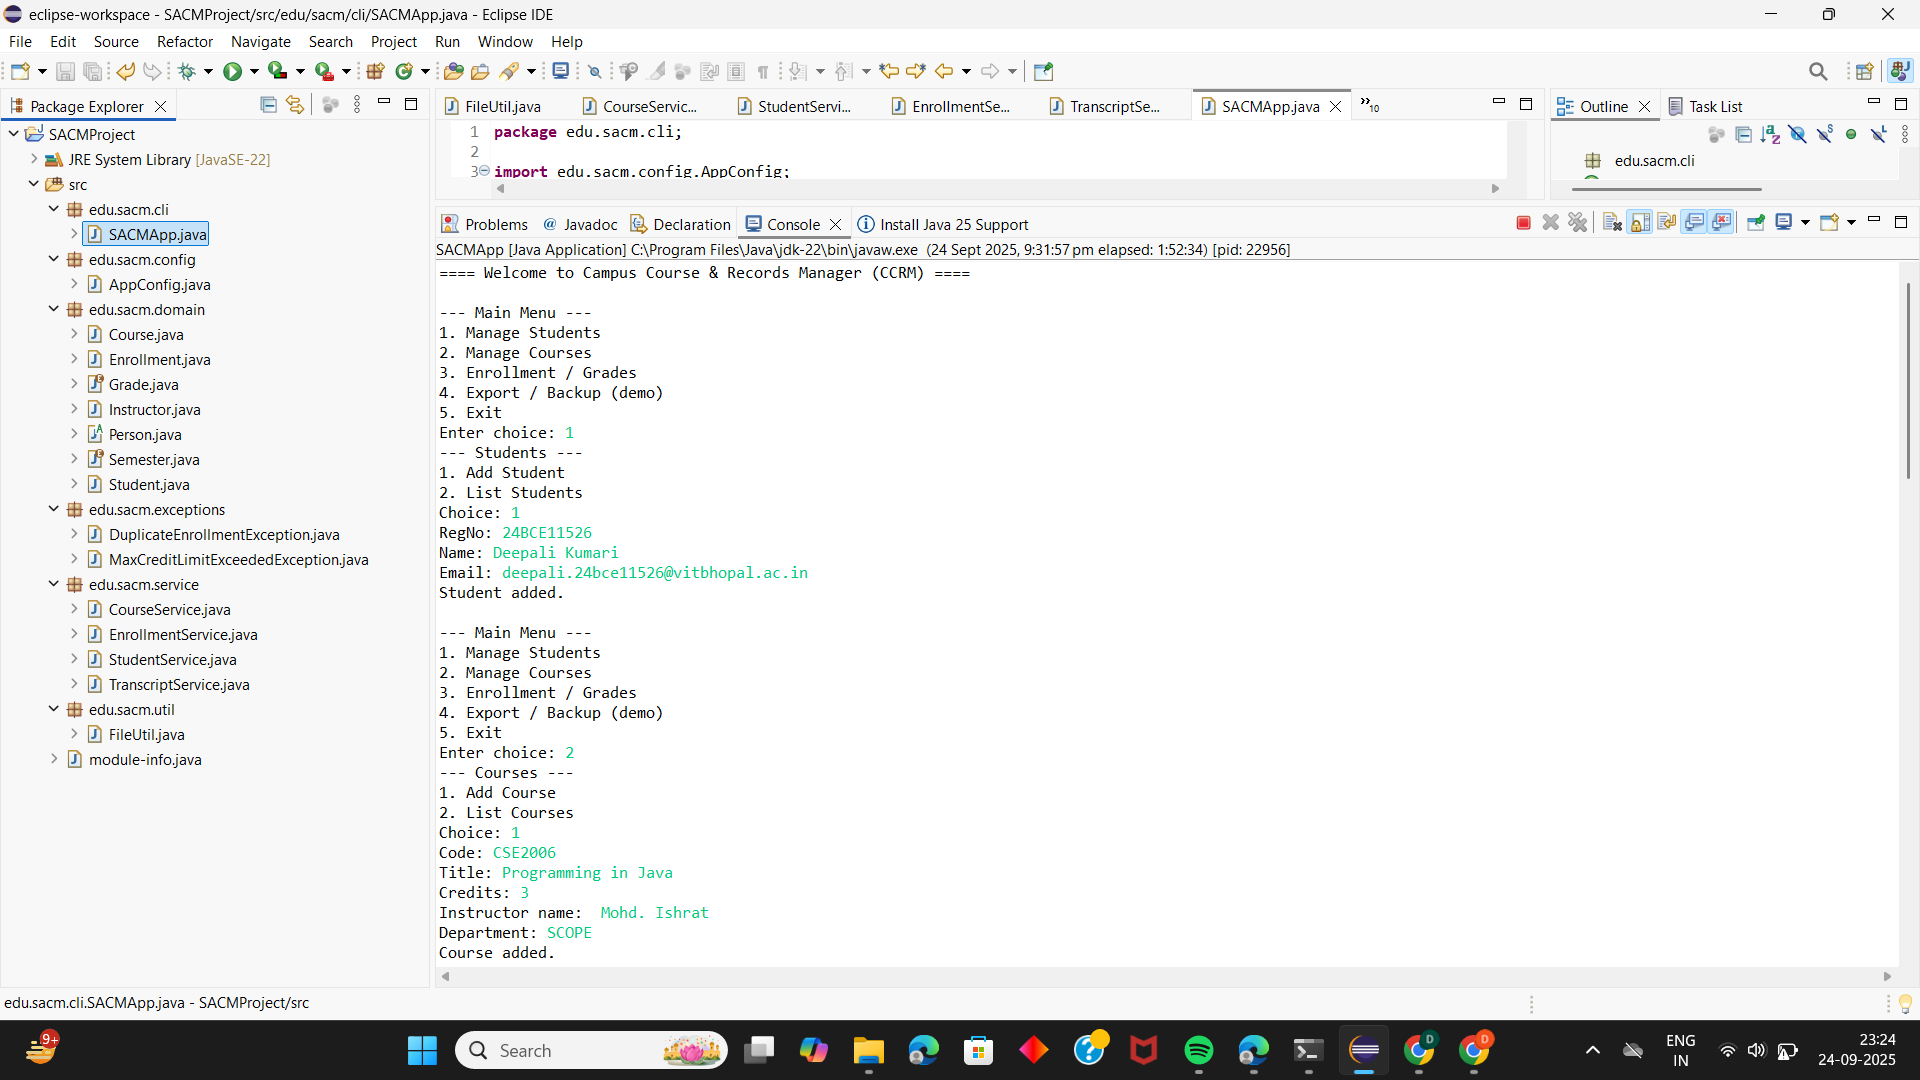 eclipse-workspace - SACMProject/src/edu/sacm/cli/SACMApp.java - Eclipse IDE
File Edit Source Refactor Navigate Search Project Run Window Help
Package Explorer
SACMProject
JRE System Library [JavaSE-22]
src
edu.sacm.cli
SACMApp.java
edu.sacm.config
AppConfig.java
edu.sacm.domain
Course.java
Enrollment.java
Grade.java
Instructor.java
Person.java
Semester.java
Student.java
edu.sacm.exceptions
DuplicateEnrollmentException.java
MaxCreditLimitExceededException.java
edu.sacm.service
CourseService.java
EnrollmentService.java
StudentService.java
TranscriptService.java
edu.sacm.util
FileUtil.java
module-info.java
FileUtil.java CourseServic... StudentServi... EnrollmentSe... TranscriptSe... SACMApp.java »10
1 package edu.sacm.cli;
2
3 import edu.sacm.config.AppConfig;
Outline Task List
edu.sacm.cli
Problems @ Javadoc Declaration Console Install Java 25 Support
SACMApp [Java Application] C:\Program Files\Java\jdk-22\bin\javaw.exe (24 Sept 2025, 9:31:57 pm elapsed: 1:52:34) [pid: 22956]
==== Welcome to Campus Course & Records Manager (CCRM) ====
--- Main Menu ---
1. Manage Students
2. Manage Courses
3. Enrollment / Grades
4. Export / Backup (demo)
5. Exit
Enter choice: 1
--- Students ---
1. Add Student
2. List Students
Choice: 1
RegNo: 24BCE11526
Name: Deepali Kumari
Email: deepali.24bce11526@vitbhopal.ac.in
Student added.
--- Main Menu ---
1. Manage Students
2. Manage Courses
3. Enrollment / Grades
4. Export / Backup (demo)
5. Exit
Enter choice: 2
--- Courses ---
1. Add Course
2. List Courses
Choice: 1
Code: CSE2006
Title: Programming in Java
Credits: 3
Instructor name:  Mohd. Ishrat
Department: SCOPE
Course added.
edu.sacm.cli.SACMApp.java - SACMProject/src
9+
Search
ENG
IN
23:24
24-09-2025